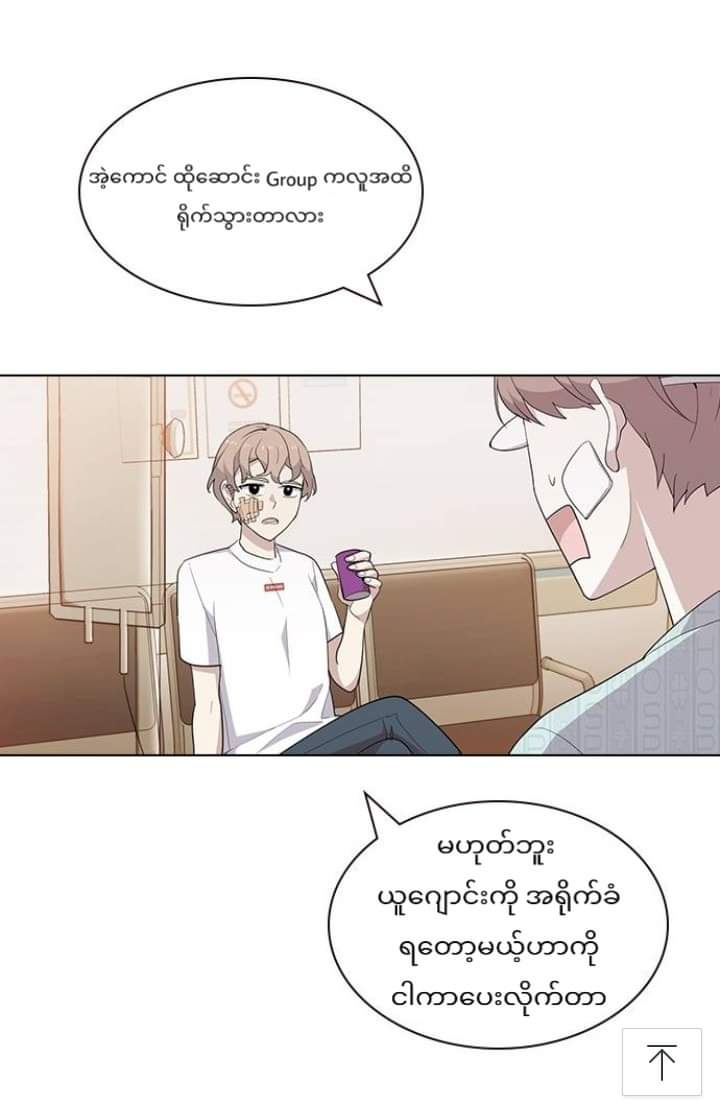 အဲ့ကောင် ထိုဆောင်း Group ကလူအထိ
ရိုက်သွားတာလား
မဟုတ်ဘူး
ယူဂျောင်းကို အရိုက်ခံ
ရတော့မယ့်ဟာကို
ငါကာပေးလိုက်တာ